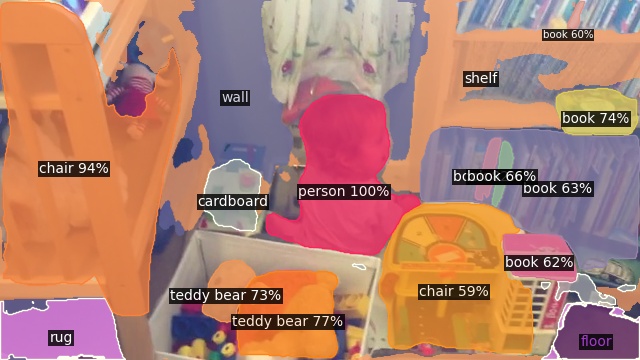 book 60%
shelf
wall
book 74%
chair 94%
book 66%
book 63%
person 100%
cardboard
book 62%
teddy bear 73%
chair 59%
teddy bear 77%
rug
floor